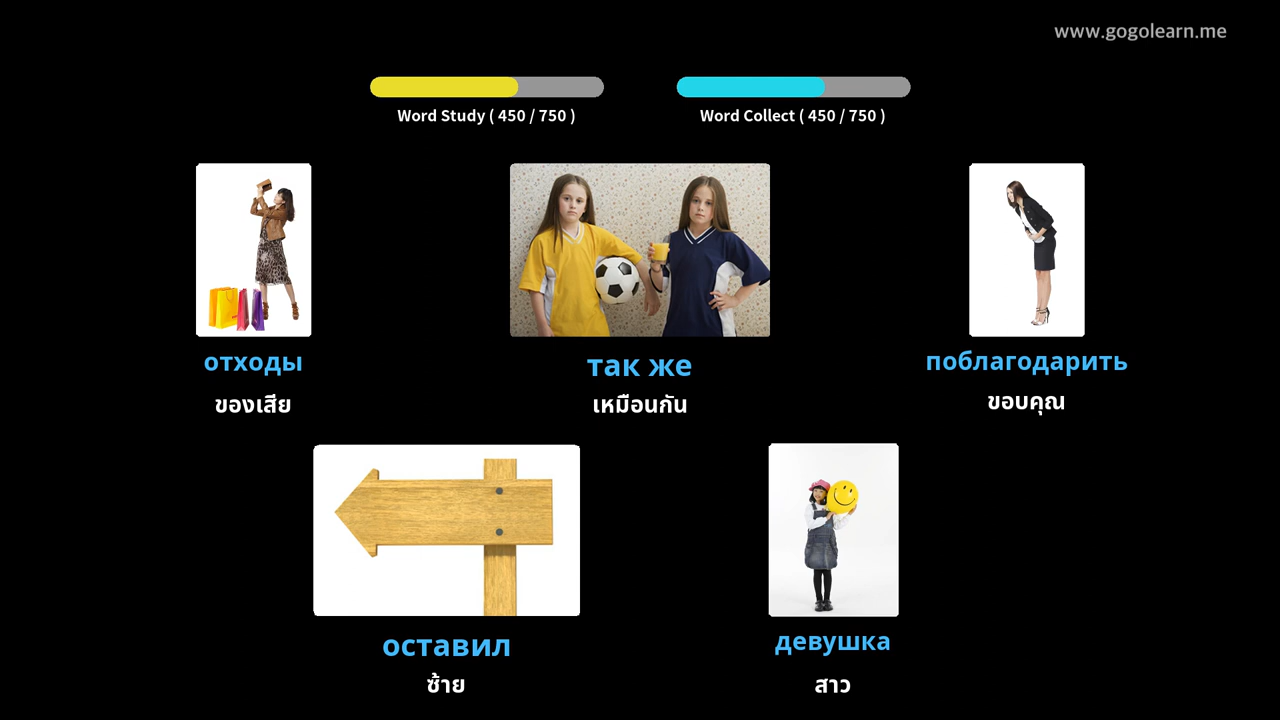 www.gogolearn.me
Word Study ( 450 / 750 )
Word Collect ( 450 / 750 )
отходы
ของเสีย
так же
เหมือนกัน
поблагодарить
ขอบคุณ
оставил
ซ้าย
девушка
สาว